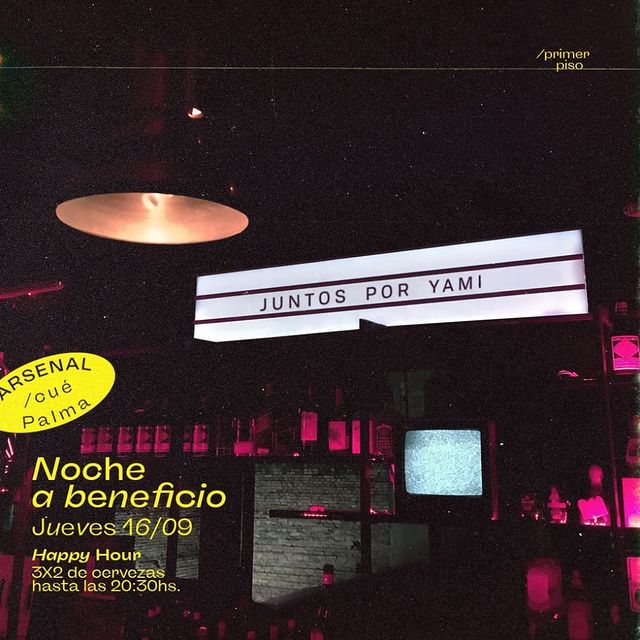 /primer
piso
JUNTOS POR YAMI
ARSENAL
/cué
Palma
Noche
a beneficio
Jueves 16/09
Happy Hour
3X2 de cervezas
hasta las 20:30hs.